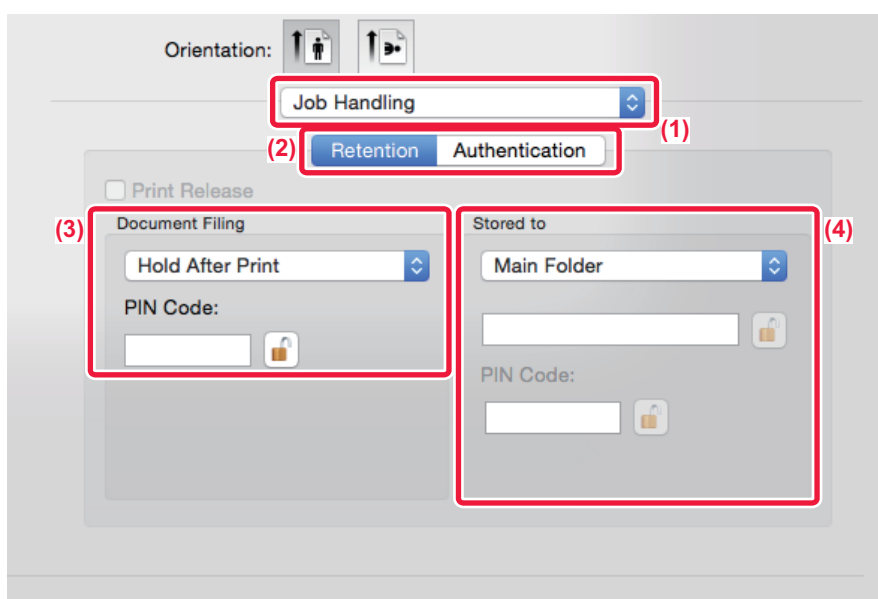 Orientation:
Job Handling
(1)
(2)
Retention Authentication
Print Release
(3)
Document Filing
Hold After Print
PIN Code:
Stored to
(4)
Main Folder
PIN Code: